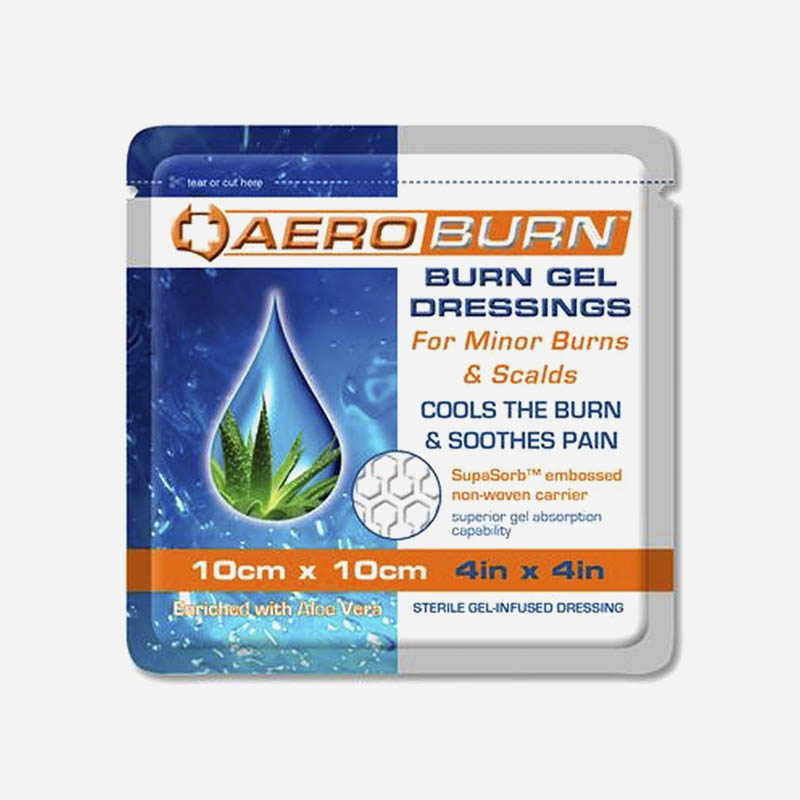 tear or cut here
AEROBURN™
BURN GEL
DRESSINGS
For Minor Burns
& Scalds
COOLS THE BURN
& SOOTHES PAIN
SupaSorb™ embossed
non-woven carrier
superior gel absorption
capability
10cm x 10cm 4in x 4in
Enriched with Aloe Vera
STERILE GEL-INFUSED DRESSING